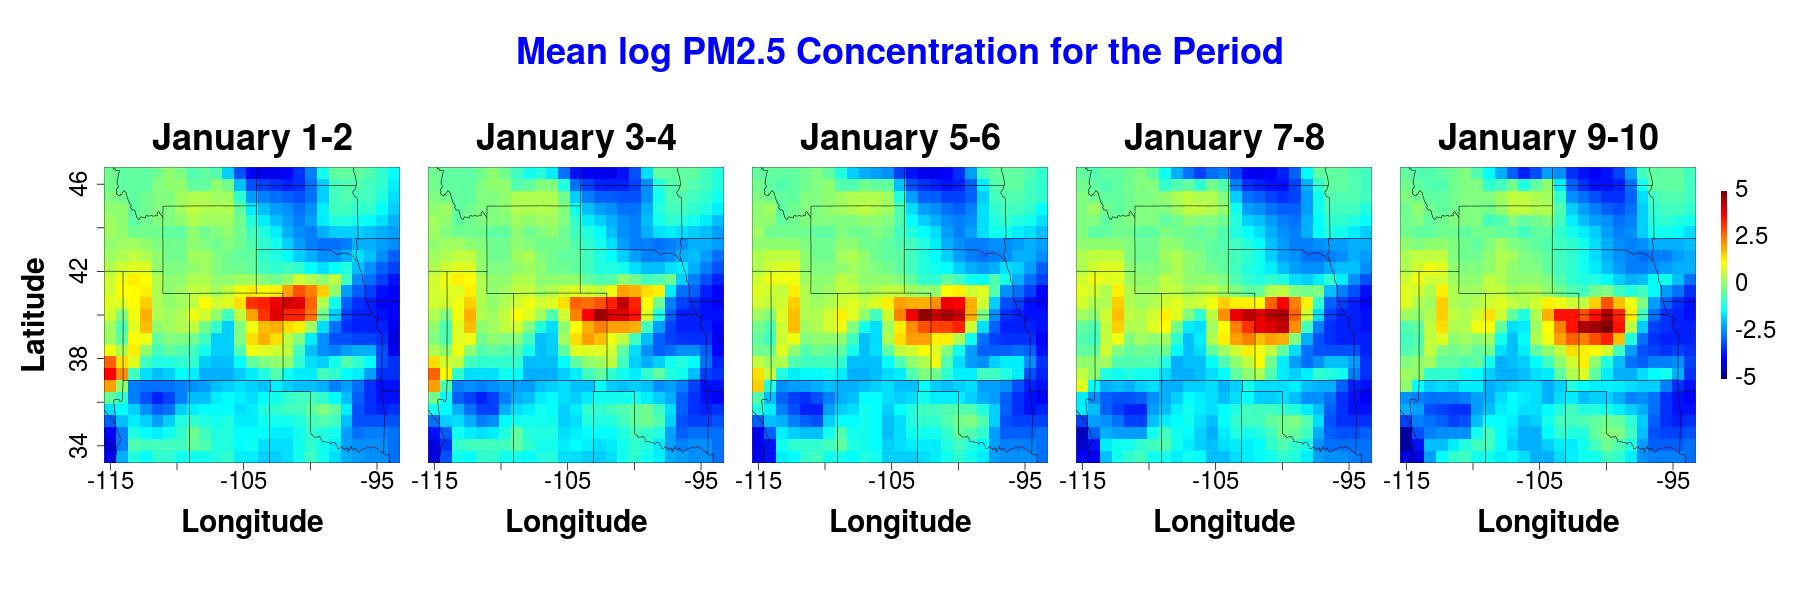 Mean log PM2.5 Concentration for the Period
January 1-2
January 3-4
January 5-6
January 7-8
January 9-10
Latitude
46
42
38
34
5
2.5
0
-2.5
-5
-115 -105 -95
-115 -105 -95
-115 -105 -95
-115 -105 -95
-115 -105 -95
Longitude
Longitude
Longitude
Longitude
Longitude